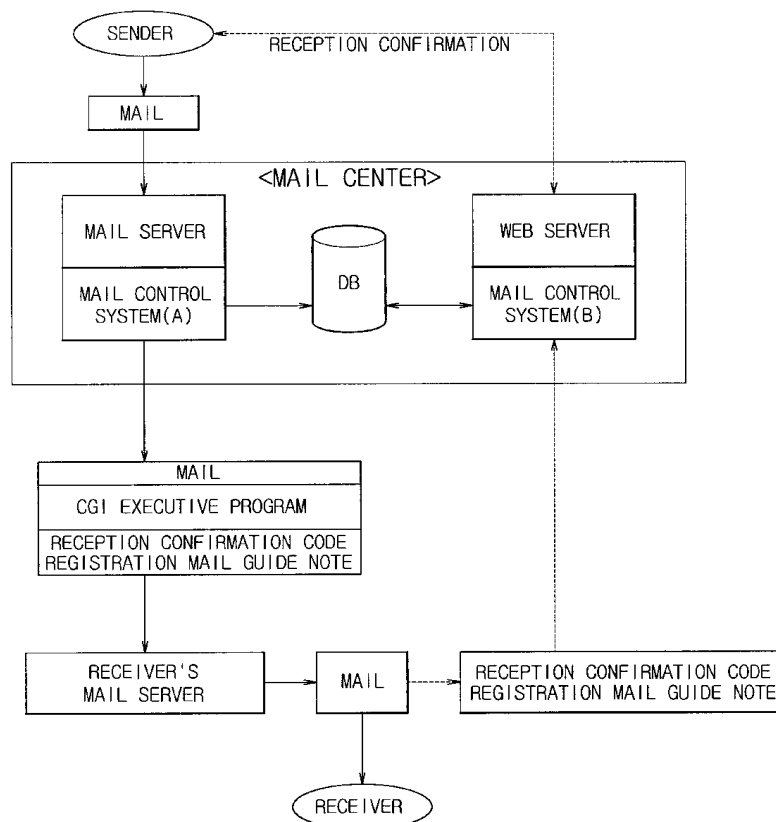 SENDER
RECEPTION CONFIRMATION
MAIL
<MAIL CENTER>
MAIL SERVER
MAIL CONTROL
SYSTEM(A)
DB
WEB SERVER
MAIL CONTROL
SYSTEM(B)
MAIL
CGI EXECUTIVE PROGRAM
RECEPTION CONFIRMATION CODE
REGISTRATION MAIL GUIDE NOTE
RECEIVER'S
MAIL SERVER
MAIL
RECEPTION CONFIRMATION CODE
REGISTRATION MAIL GUIDE NOTE
RECEIVER